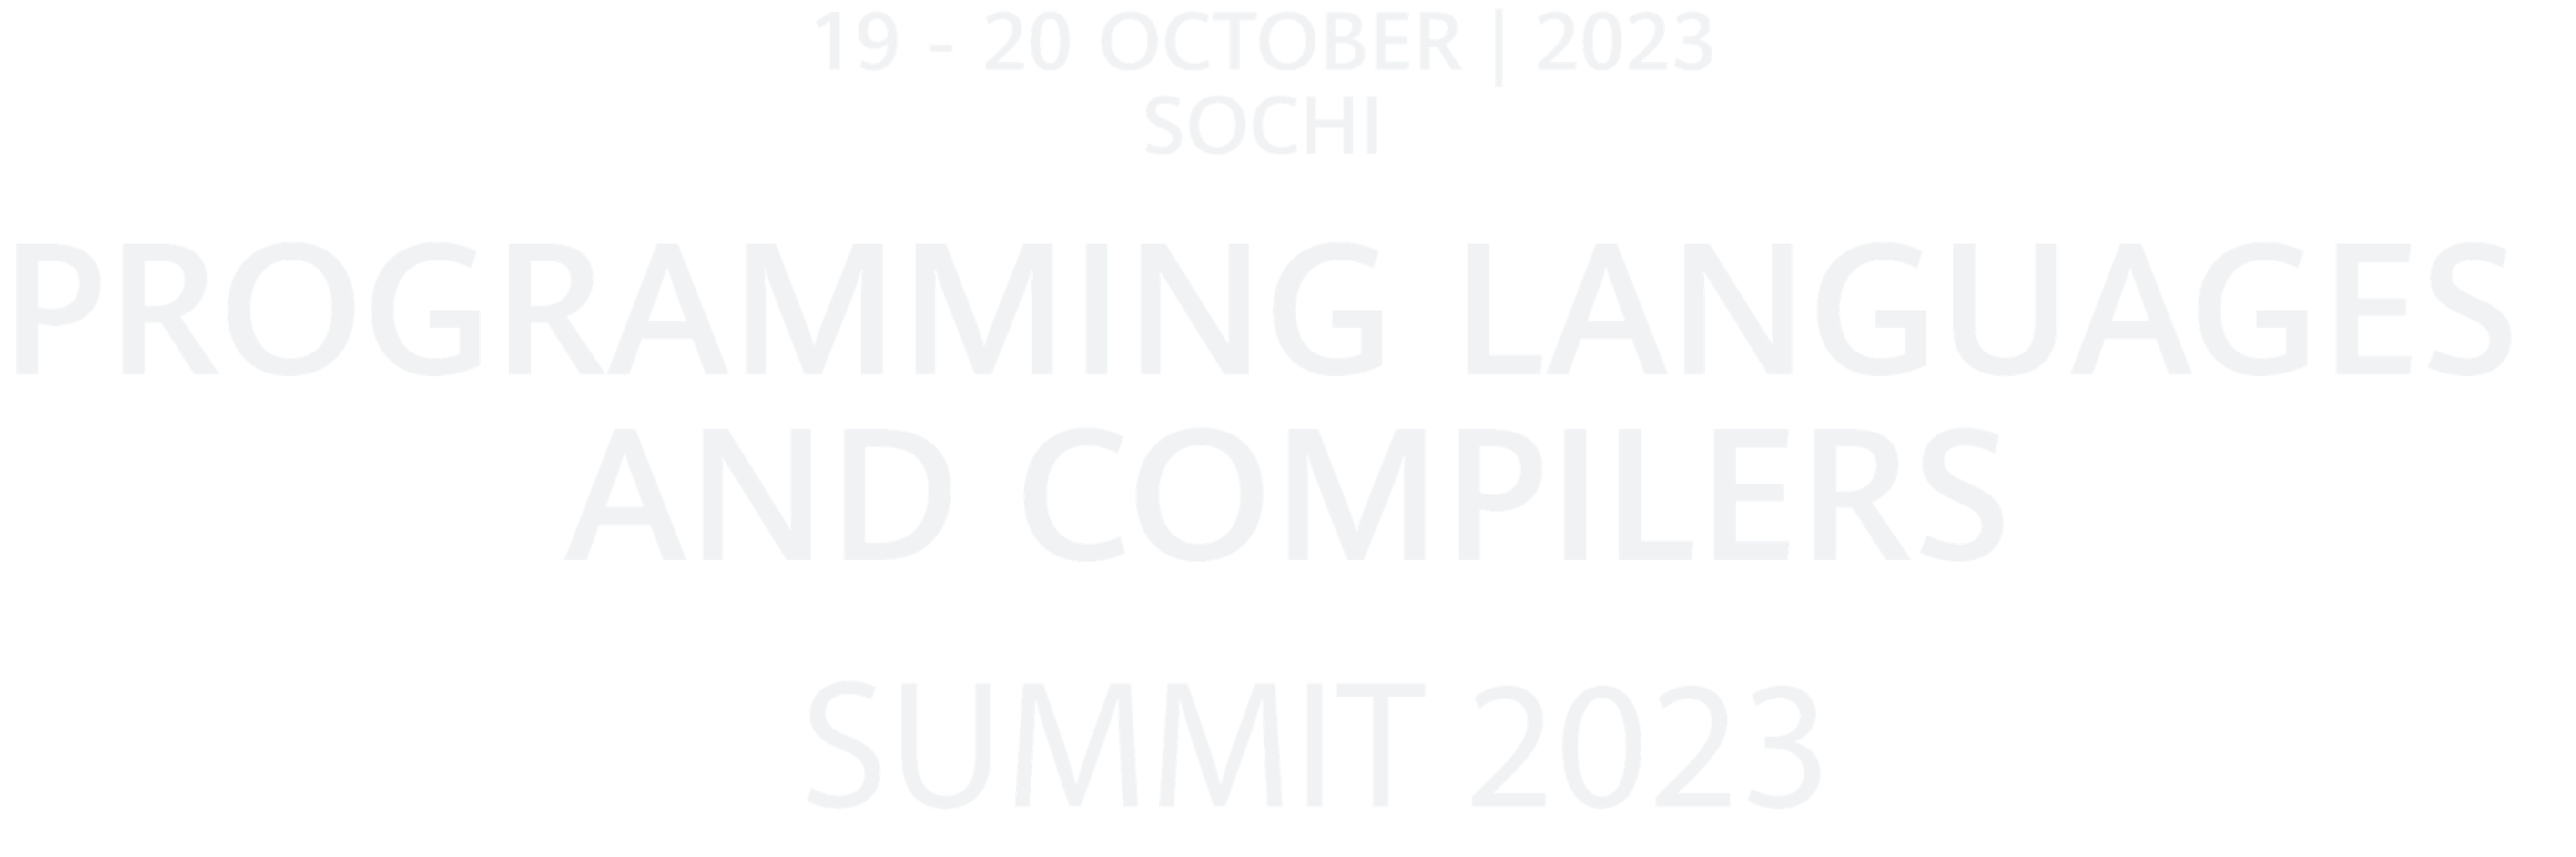 19 - 20 OCTOBER | 2023
SOCHI
PROGRAMMING LANGUAGES
AND COMPILERS
SUMMIT 2023